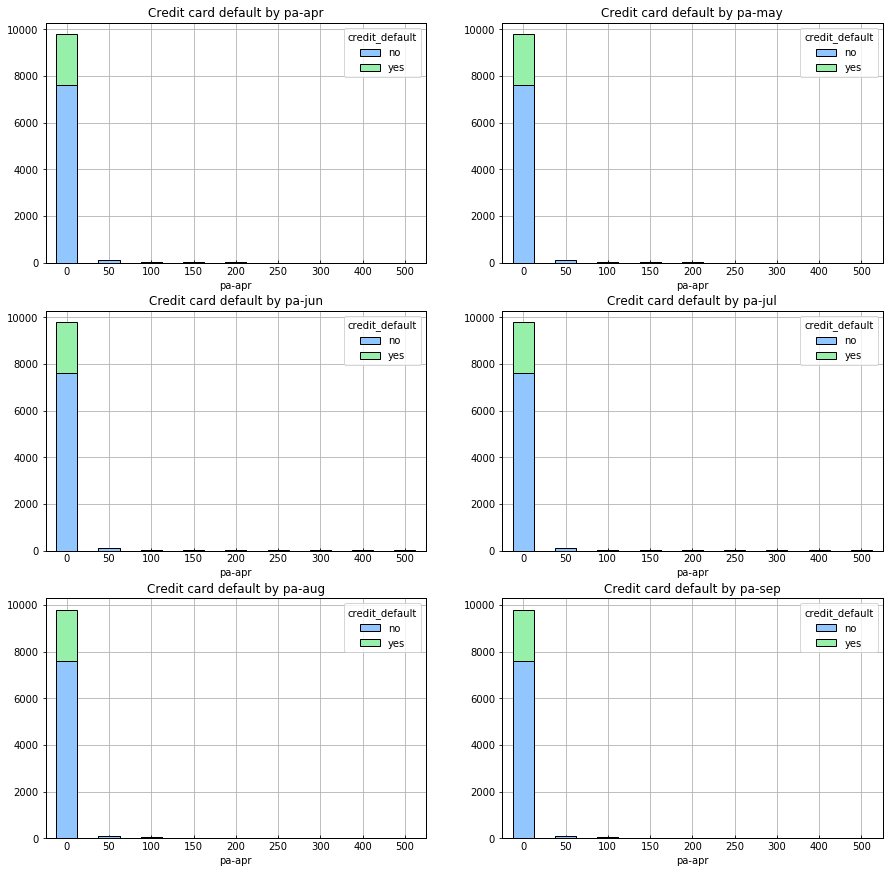 Credit card default by pa-apr
10000
8000
6000
4000
2000
0
credit_default
no
yes
0 50 100 150 200 250 300 400 500
pa-apr
Credit card default by pa-may
10000
8000
6000
4000
2000
0
credit_default
no
yes
0 50 100 150 200 250 300 400 500
pa-apr
Credit card default by pa-jun
10000
8000
6000
4000
2000
0
credit_default
no
yes
0 50 100 150 200 250 300 400 500
pa-apr
Credit card default by pa-jul
10000
8000
6000
4000
2000
0
credit_default
no
yes
0 50 100 150 200 250 300 400 500
pa-apr
Credit card default by pa-aug
10000
8000
6000
4000
2000
0
credit_default
no
yes
0 50 100 150 200 250 300 400 500
pa-apr
Credit card default by pa-sep
10000
8000
6000
4000
2000
0
credit_default
no
yes
0 50 100 150 200 250 300 400 500
pa-apr